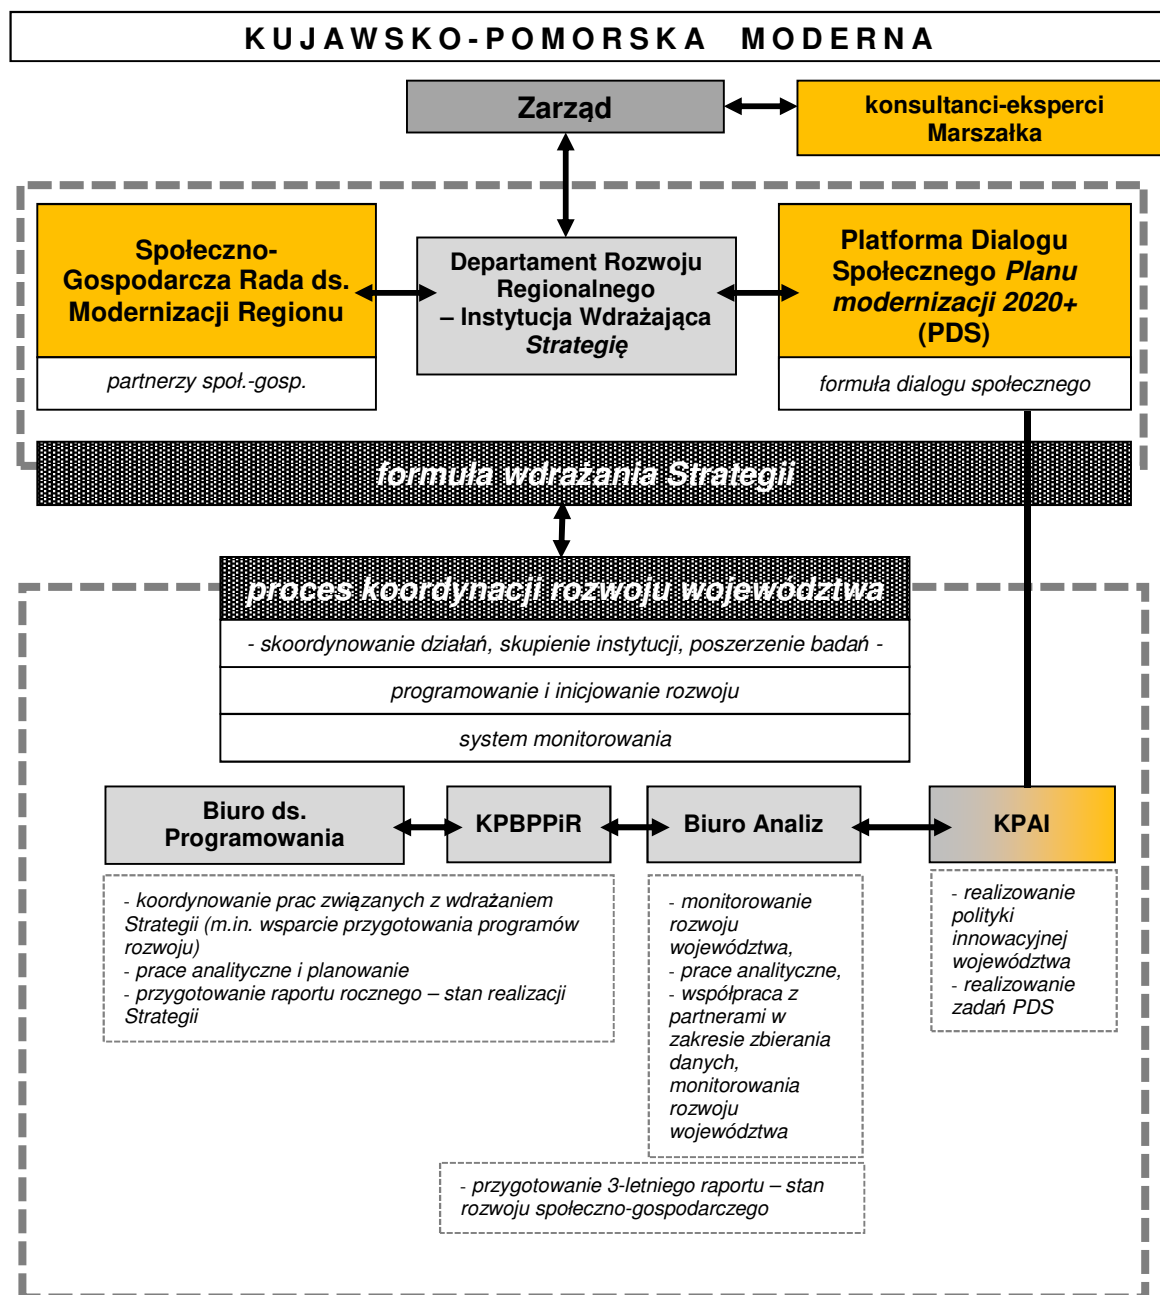 KUJAWSKO-POMORSKA MODERNA
Zarząd
konsultanci-eksperci
Marszałka
Społeczno-
Gospodarcza Rada ds.
Modernizacji Regionu
partnerzy społ.-gosp.
Departament Rozwoju
Regionalnego
– Instytucja Wdrażająca
Strategię
Platforma Dialogu
Społecznego Planu
modernizacji 2020+
(PDS)
formuła dialogu społecznego
formuła wdrażania Strategii
proces koordynacji rozwoju województwa
- skoordynowanie działań, skupienie instytucji, poszerzenie badań -
programowanie i inicjowanie rozwoju
system monitorowania
Biuro ds.
Programowania
KPBPPiR
Biuro Analiz
KPAI
- koordynowanie prac związanych z wdrażaniem
Strategii (m.in. wsparcie przygotowania programów
rozwoju)
- prace analityczne i planowanie
- przygotowanie raportu rocznego – stan realizacji
Strategii
- monitorowanie
rozwoju
województwa,
- prace analityczne,
- współpraca z
partnerami w
zakresie zbierania
danych,
monitorowania
rozwoju
województwa
- realizowanie
polityki
innowacyjnej
województwa
- realizowanie
zadań PDS
- przygotowanie 3-letniego raportu – stan
rozwoju społeczno-gospodarczego